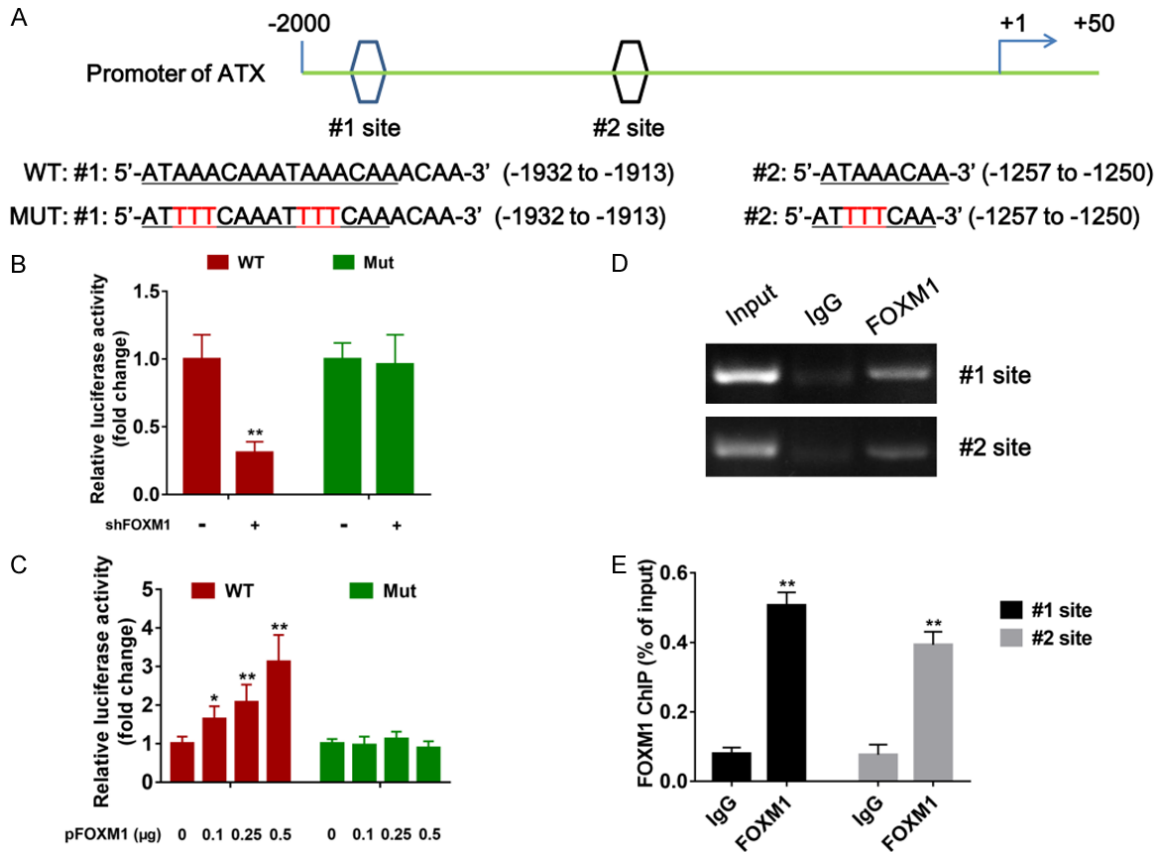 A
-2000
+1
+50
Promoter of ATX
#1 site
#2 site
WT: #1: 5’-ATAAACAAATAAACAAACAA-3’ (-1932 to -1913)
#2: 5’-ATAAACAA-3’ (-1257 to -1250)
MUT: #1: 5’-ATTTTCAAATTTTCAAACAA-3’ (-1932 to -1913)
#2: 5’-ATTTTCAA-3’ (-1257 to -1250)
B
WT
Mut
Relative luciferase activity
(fold change)
1.5
1.0
0.5
0.0
**
shFOXM1
- + - +
C
WT
Mut
Relative luciferase activity
(fold change)
5
4
3
2
1
0
*
**
**
pFOXM1 (μg) 0 0.1 0.25 0.5 0 0.1 0.25 0.5
D
Input IgG FOXM1
#1 site
#2 site
E
FOXM1 ChIP (% of input)
0.6
0.4
0.2
0.0
**
**
#1 site
#2 site
IgG FOXM1 IgG FOXM1